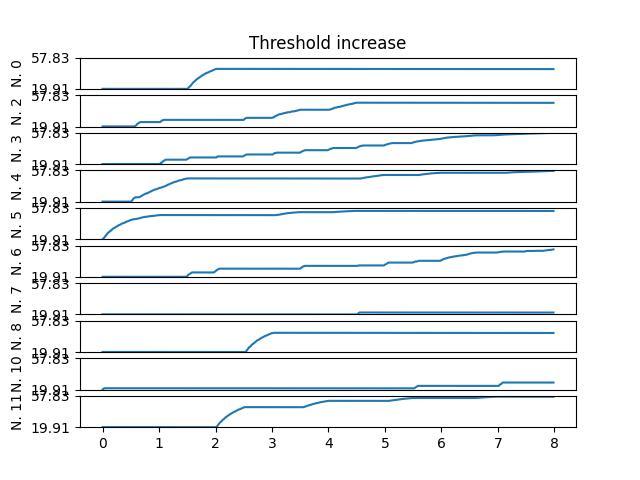 Threshold increase
57.83
N. 0
19.91
57.83
N. 2
19.91
57.83
N. 3
19.91
57.83
N. 4
19.91
57.83
N. 5
19.91
57.83
N. 6
19.91
57.83
N. 7
19.91
57.83
N. 8
19.91
57.83
N. 10
19.91
57.83
N. 11
19.91
0 1 2 3 4 5 6 7 8